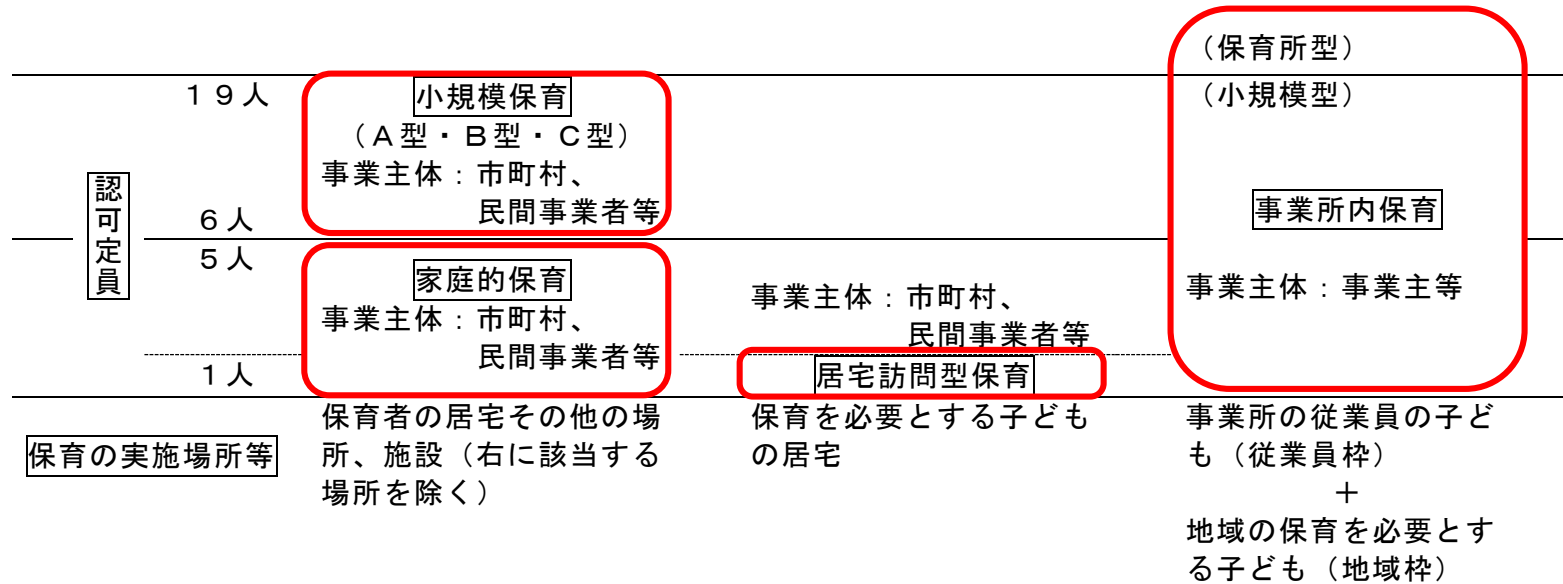 認可定員
１９人
６人
５人
１人
小規模保育
（Ａ型・Ｂ型・Ｃ型）
事業主体：市町村、
民間事業者等
家庭的保育
事業主体：市町村、
民間事業者等
事業主体：市町村、
民間事業者等
居宅訪問型保育
（保育所型）
（小規模型）
事業所内保育
事業主体：事業主等
保育の実施場所等
保育者の居宅その他の場
所、施設（右に該当する
場所を除く）
保育を必要とする子ども
の居宅
事業所の従業員の子ど
も（従業員枠）
＋
地域の保育を必要とす
る子ども（地域枠）